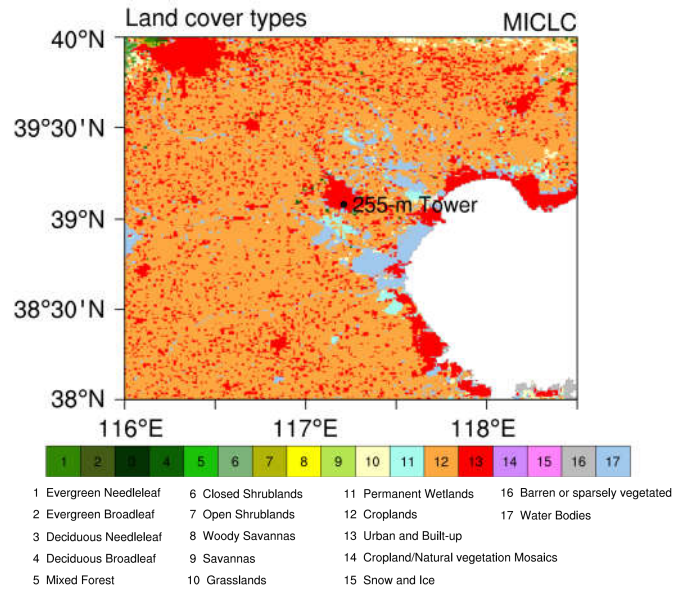 Land cover types MICLC
40°N
39°30'N
255-m Tower
39°N
38°30'N
38°N
116°E 117°E 118°E
1 2 3 4 5 6 7 8 9 10 11 12 13 14 15 16 17
1 Evergreen Needleleaf 6 Closed Shrublands 11 Permanent Wetlands 16 Barren or sparsely vegetated
2 Evergreen Broadleaf 7 Open Shrublands 12 Croplands 17 Water Bodies
3 Deciduous Needleleaf 8 Woody Savannas 13 Urban and Built-up
4 Deciduous Broadleaf 9 Savannas 14 Cropland/Natural vegetation Mosaics
5 Mixed Forest 10 Grasslands 15 Snow and Ice